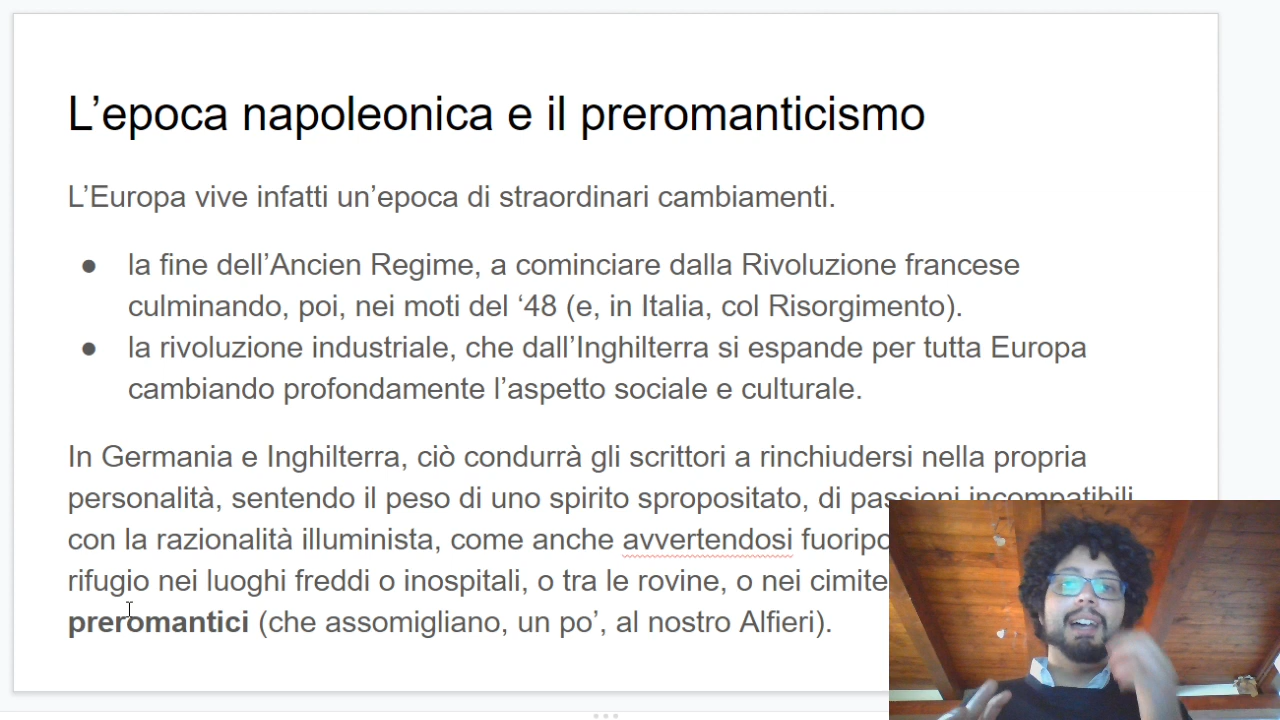 L’epoca napoleonica e il preromanticismo
L’Europa vive infatti un’epoca di straordinari cambiamenti.
● la fine dell’Ancien Regime, a cominciare dalla Rivoluzione francese
culminando, poi, nei moti del ‘48 (e, in Italia, col Risorgimento).
● la rivoluzione industriale, che dall’Inghilterra si espande per tutta Europa
cambiando profondamente l’aspetto sociale e culturale.
In Germania e Inghilterra, ciò condurrà gli scrittori a rinchiudersi nella propria
personalità, sentendo il peso di uno spirito spropositato, di passioni incompatibili
con la razionalità illuminista, come anche avvertendosi
rifugio nei luoghi freddi o inospitali, o tra le rovine, o nei
preromantici (che assomigliano, un po’, al nostro Alfieri).